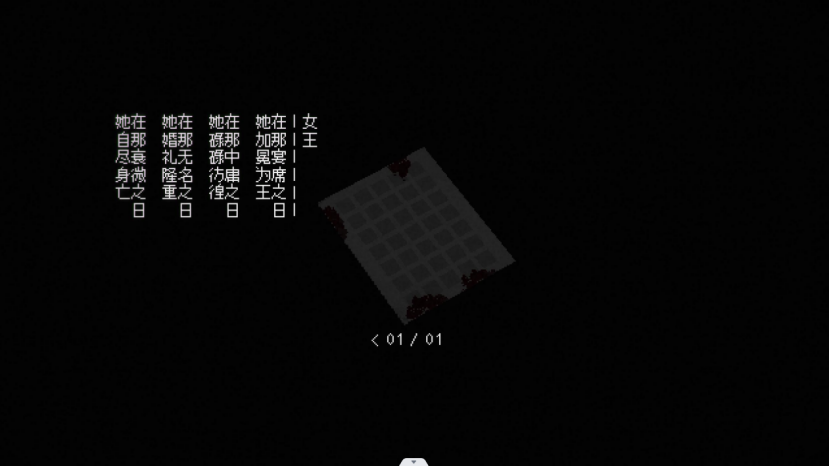 女王
——————
在那宴席之日
她加冕为王
在那中庸之日
她碌碌彷徨
在那无名之日
她婚礼隆重
在那衰微之日
她自尽身亡
< 01 / 01